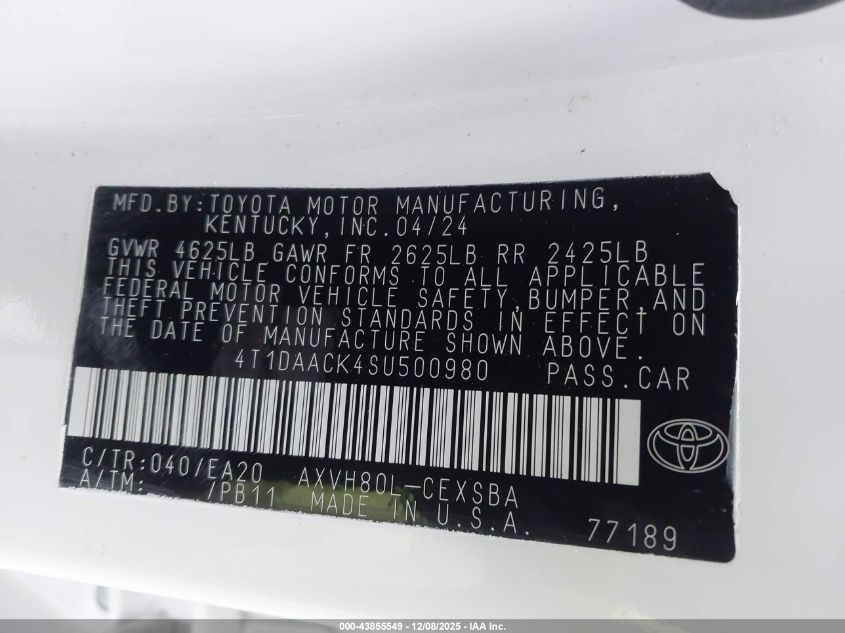 MFD.BY:TOYOTA MOTOR MANUFACTURING,
KENTUCKY,INC.04/24
GVWR 4625LB GAWR FR 2625LB RR 2425LB
THIS VEHICLE CONFORMS TO ALL APPLICABLE
FEDERAL MOTOR VEHICLE SAFETY,BUMPER,AND
THEFT PREVENTION STANDARDS IN EFFECT ON
THE DATE OF MANUFACTURE SHOWN ABOVE.
4T1DAACK4SU500980 PASS.CAR
C/TR:040/EA20 AXVH80L-CEXSBA
A/TM: - /PB11 MADE IN U.S.A. 77189
000-43855549 | 12/08/2025 - IAA Inc.